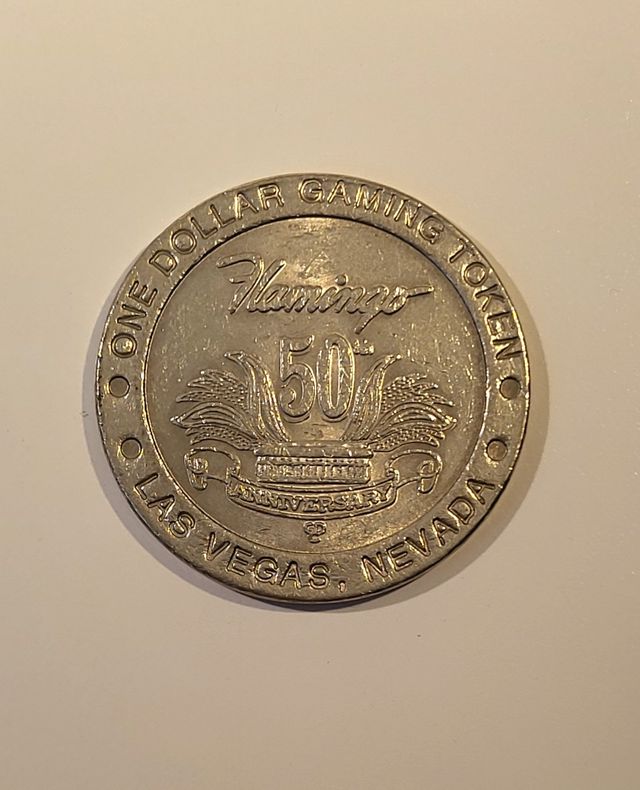 ONE DOLLAR GAMING TOKEN
Flamingo
50TH
ANNIVERSARY
LAS VEGAS, NEVADA